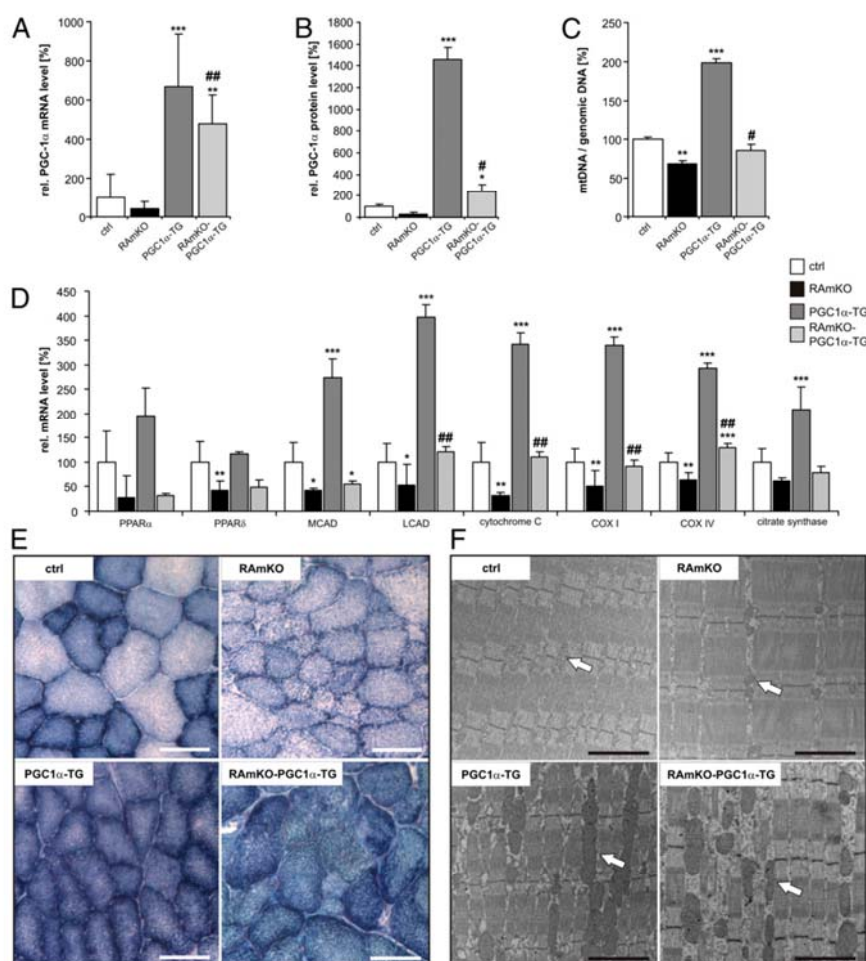 A
rel. PGC-1α mRNA level [%]
1000
800
600
400
200
0
***
##
**
ctrl
RAmKO
PGC1α-TG
RAmKO-
PGC1α-TG
B
rel. PGC-1α protein level [%]
1800
1600
1400
1200
1000
800
600
400
200
0
***
#
*
ctrl
RAmKO
PGC1α-TG
RAmKO-
PGC1α-TG
C
mtDNA / genomic DNA [%]
250
200
150
100
50
0
**
***
#
ctrl
RAmKO
PGC1α-TG
RAmKO-
PGC1α-TG
ctrl
RAmKO
PGC1α-TG
RAmKO-
PGC1α-TG
D
rel. mRNA level [%]
450
400
350
300
250
200
150
100
50
0
**
*
***
*
*
***
##
**
***
##
**
***
##
**
***
##
***
***
PPARα
PPARδ
MCAD
LCAD
cytochrome C
COX I
COX IV
citrate synthase
E
ctrl
RAmKO
PGC1α-TG
RAmKO-PGC1α-TG
F
ctrl
RAmKO
PGC1α-TG
RAmKO-PGC1α-TG